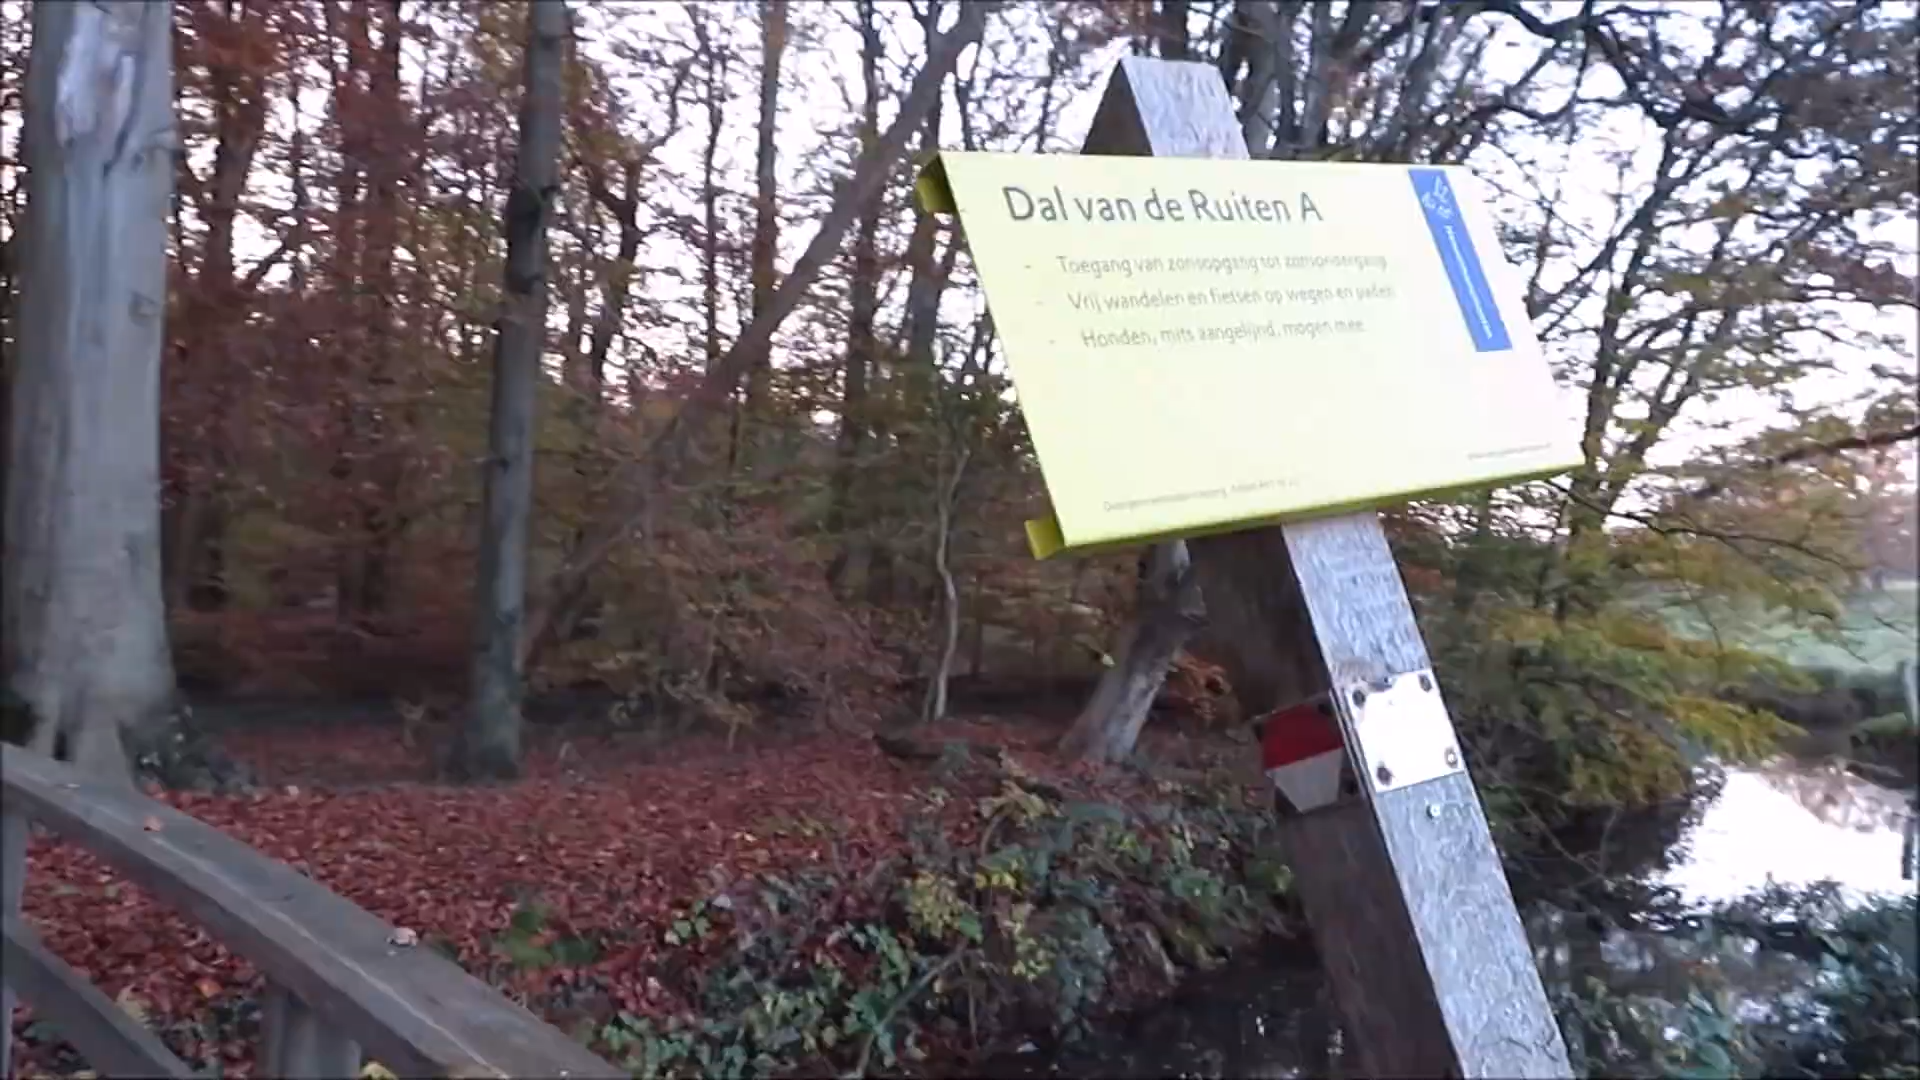 Dal van de Ruiten A
- Toegang van zonsopgang tot zonsondergang
- Vrij wandelen en fietsen op wegen en paden
- Honden, mits aangelijnd, mogen mee